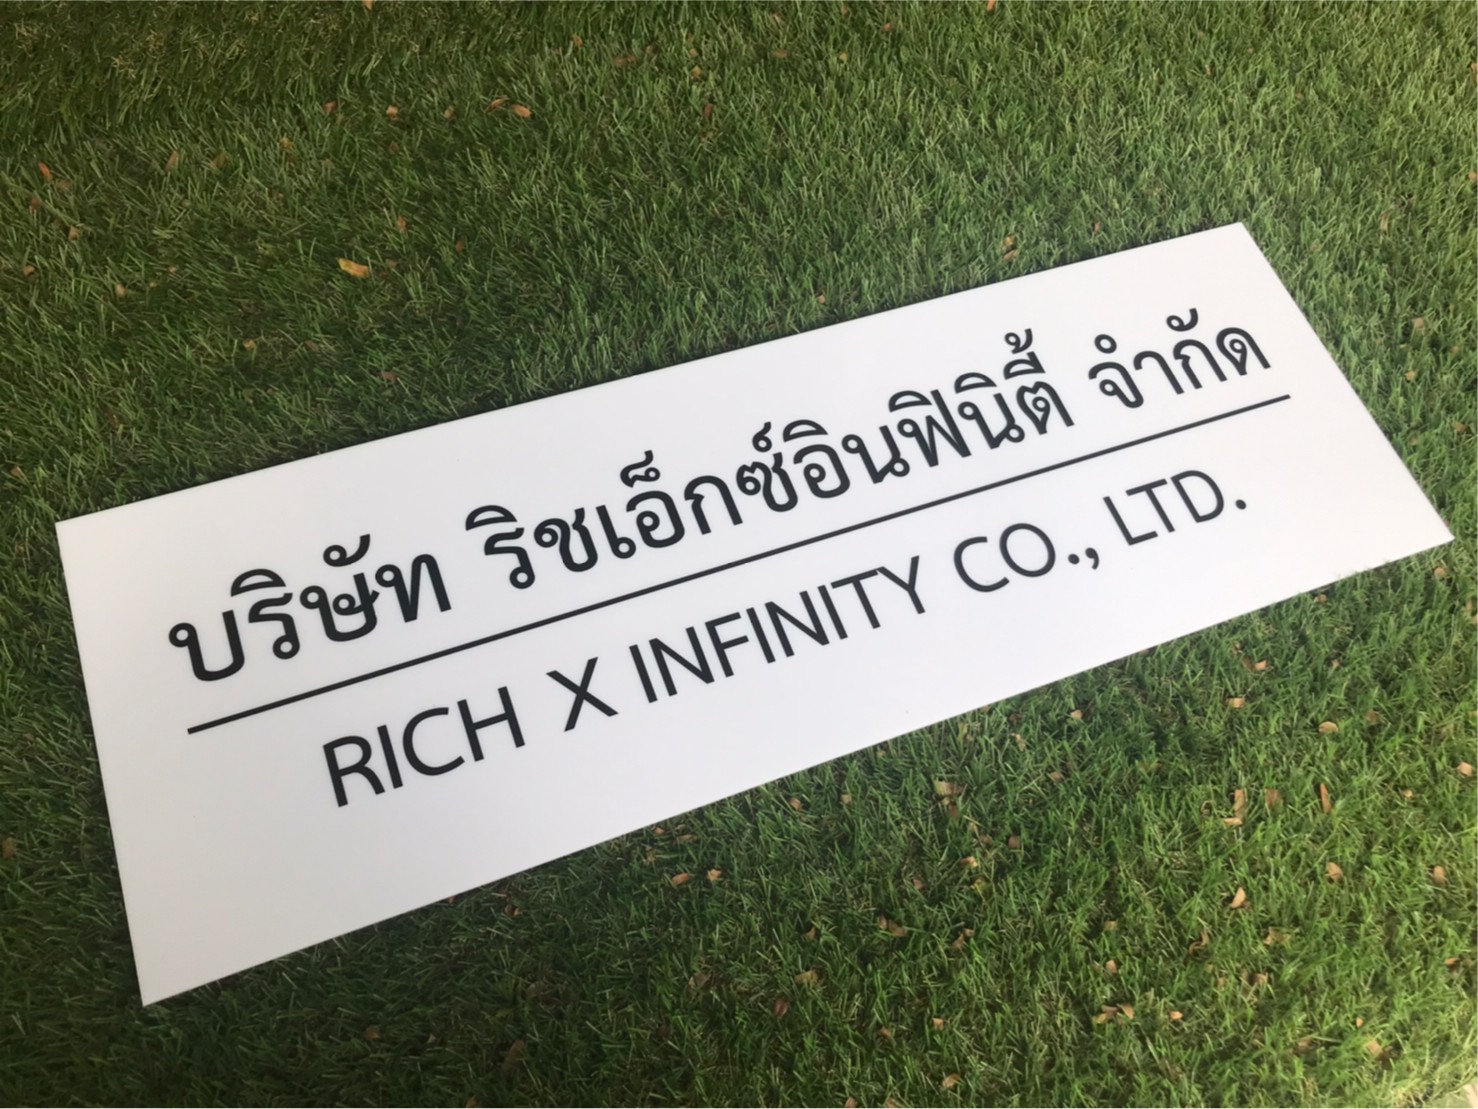 บริษัท ริชเอ็กซ์อินฟินิตี้ จำกัด
RICH X INFINITY CO., LTD.